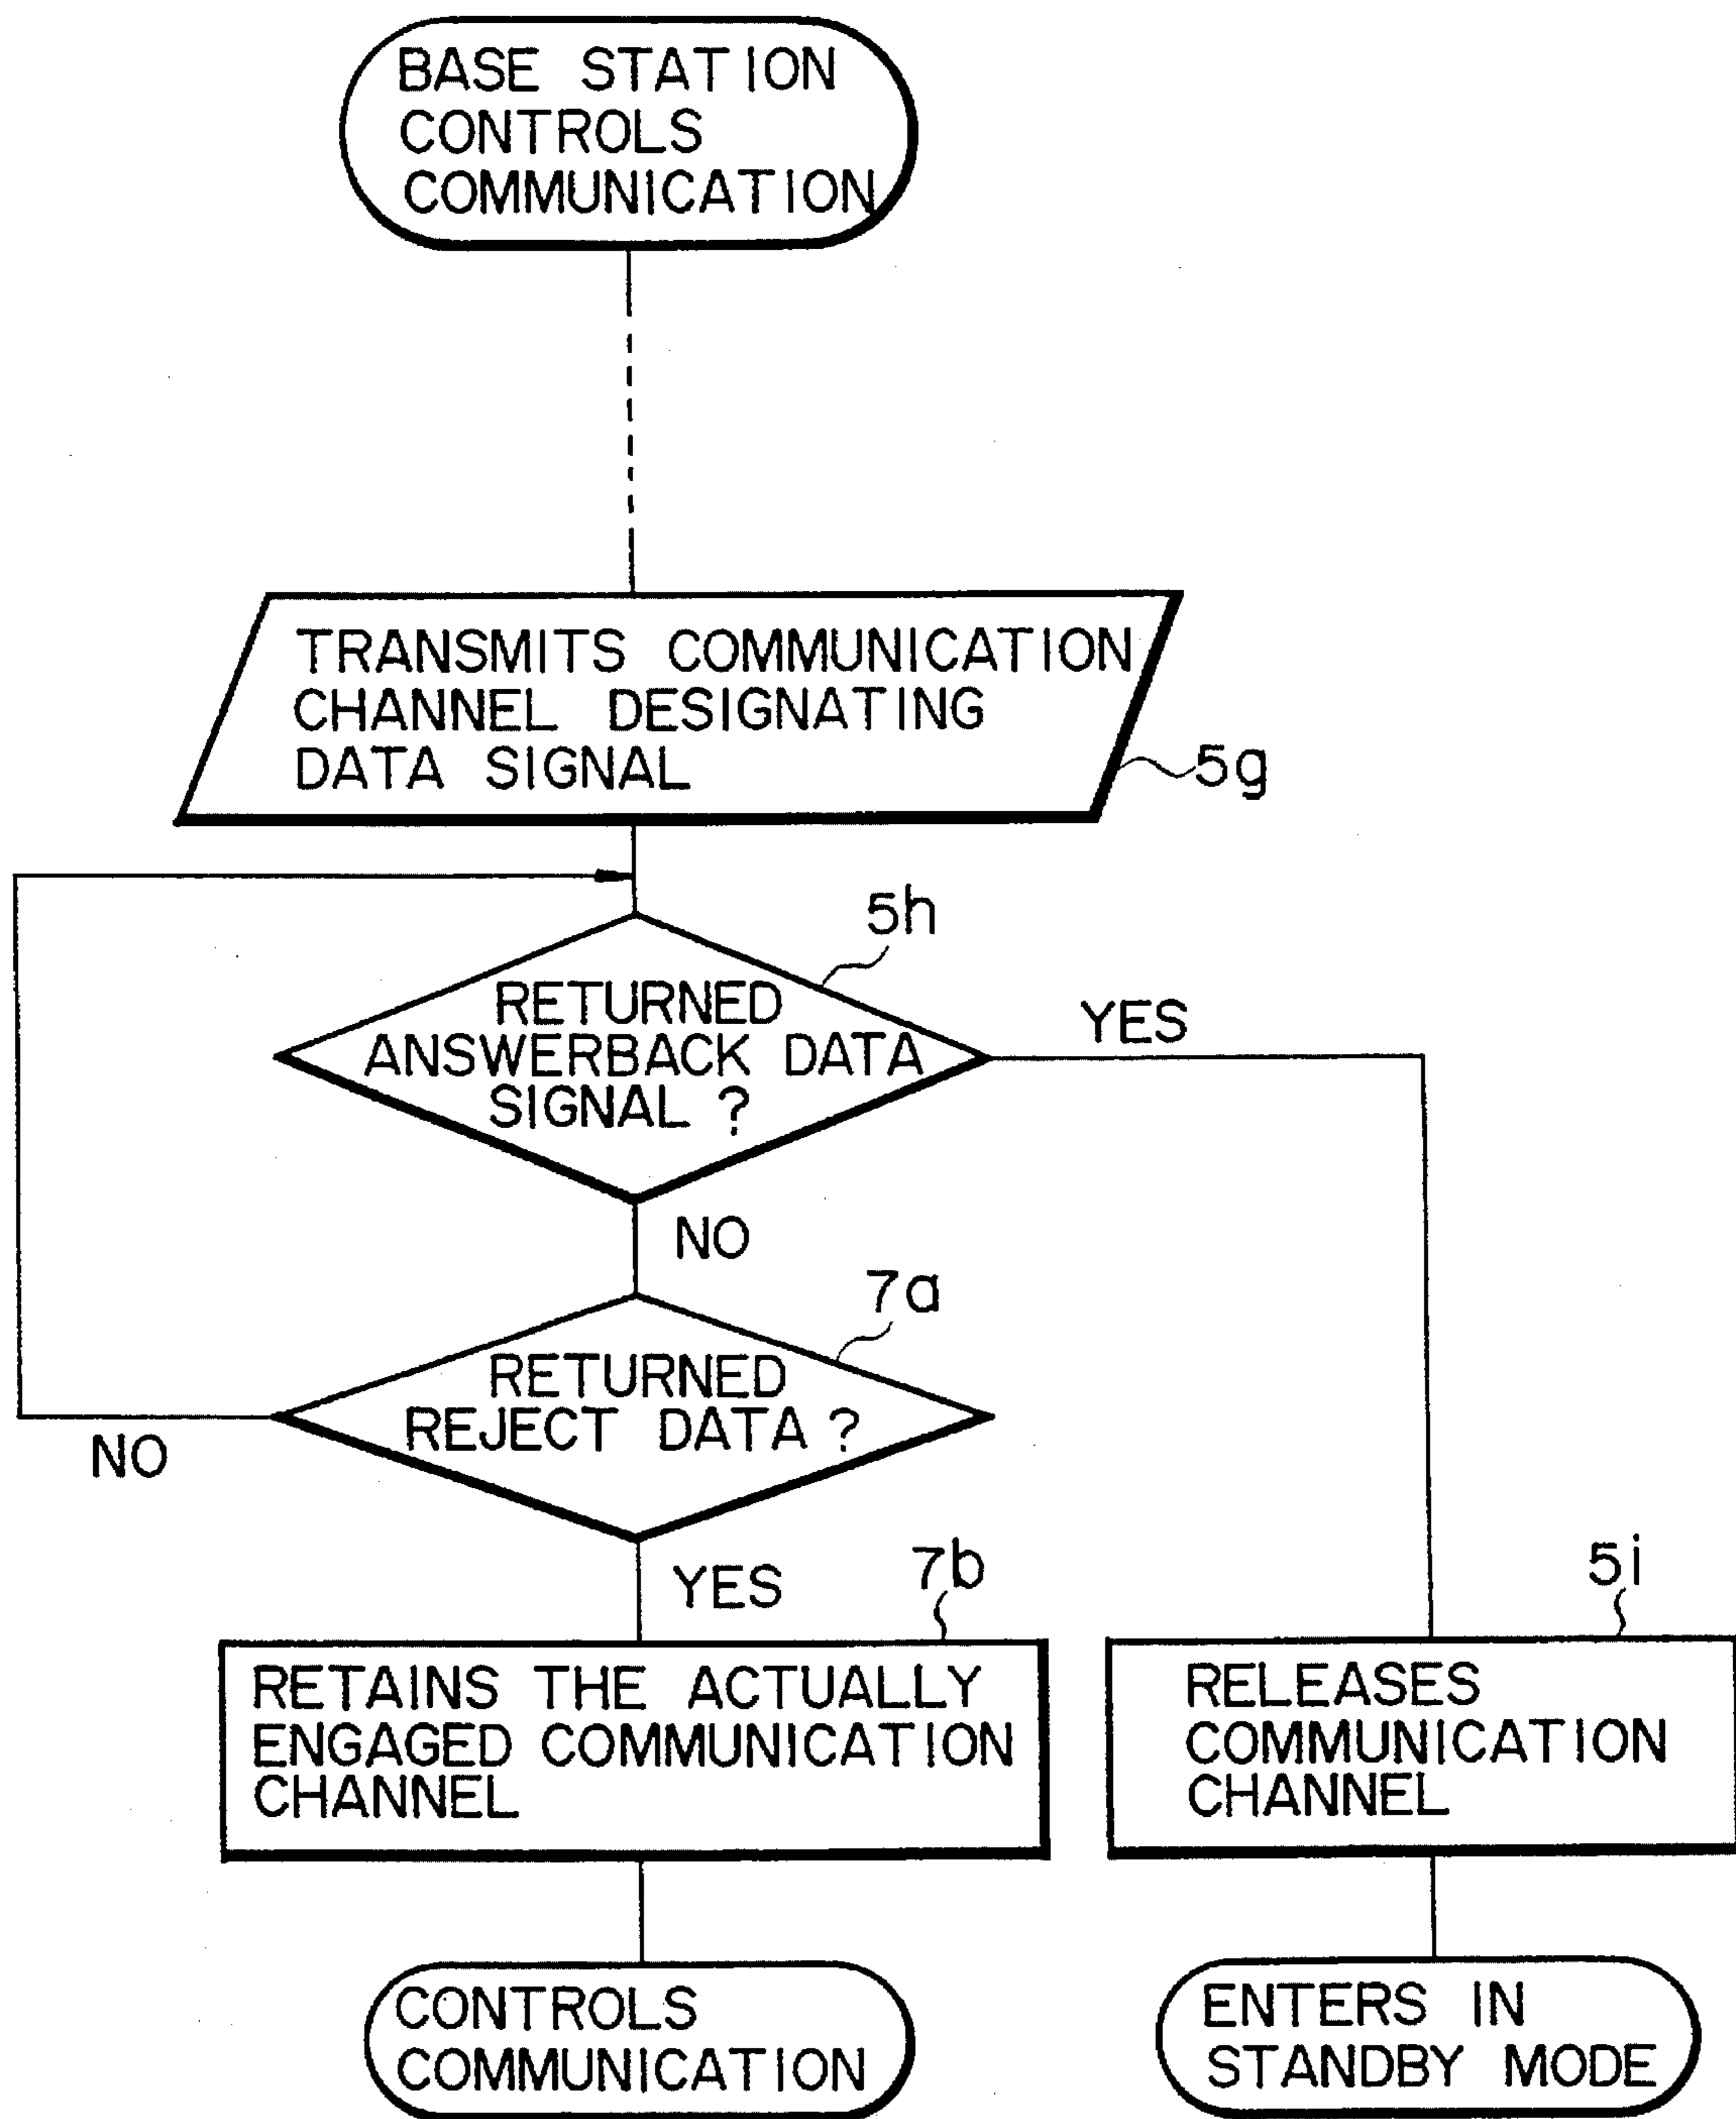 BASE STATION
CONTROLS
COMMUNICATION
TRANSMITS COMMUNICATION
CHANNEL DESIGNATING
DATA SIGNAL
5g
5h
RETURNED
ANSWERBACK DATA
SIGNAL ?
YES
NO
7a
RETURNED
REJECT DATA ?
NO
YES
7b
5i
RETAINS THE ACTUALLY
ENGAGED COMMUNICATION
CHANNEL
RELEASES
COMMUNICATION
CHANNEL
CONTROLS
COMMUNICATION
ENTERS IN
STANDBY MODE